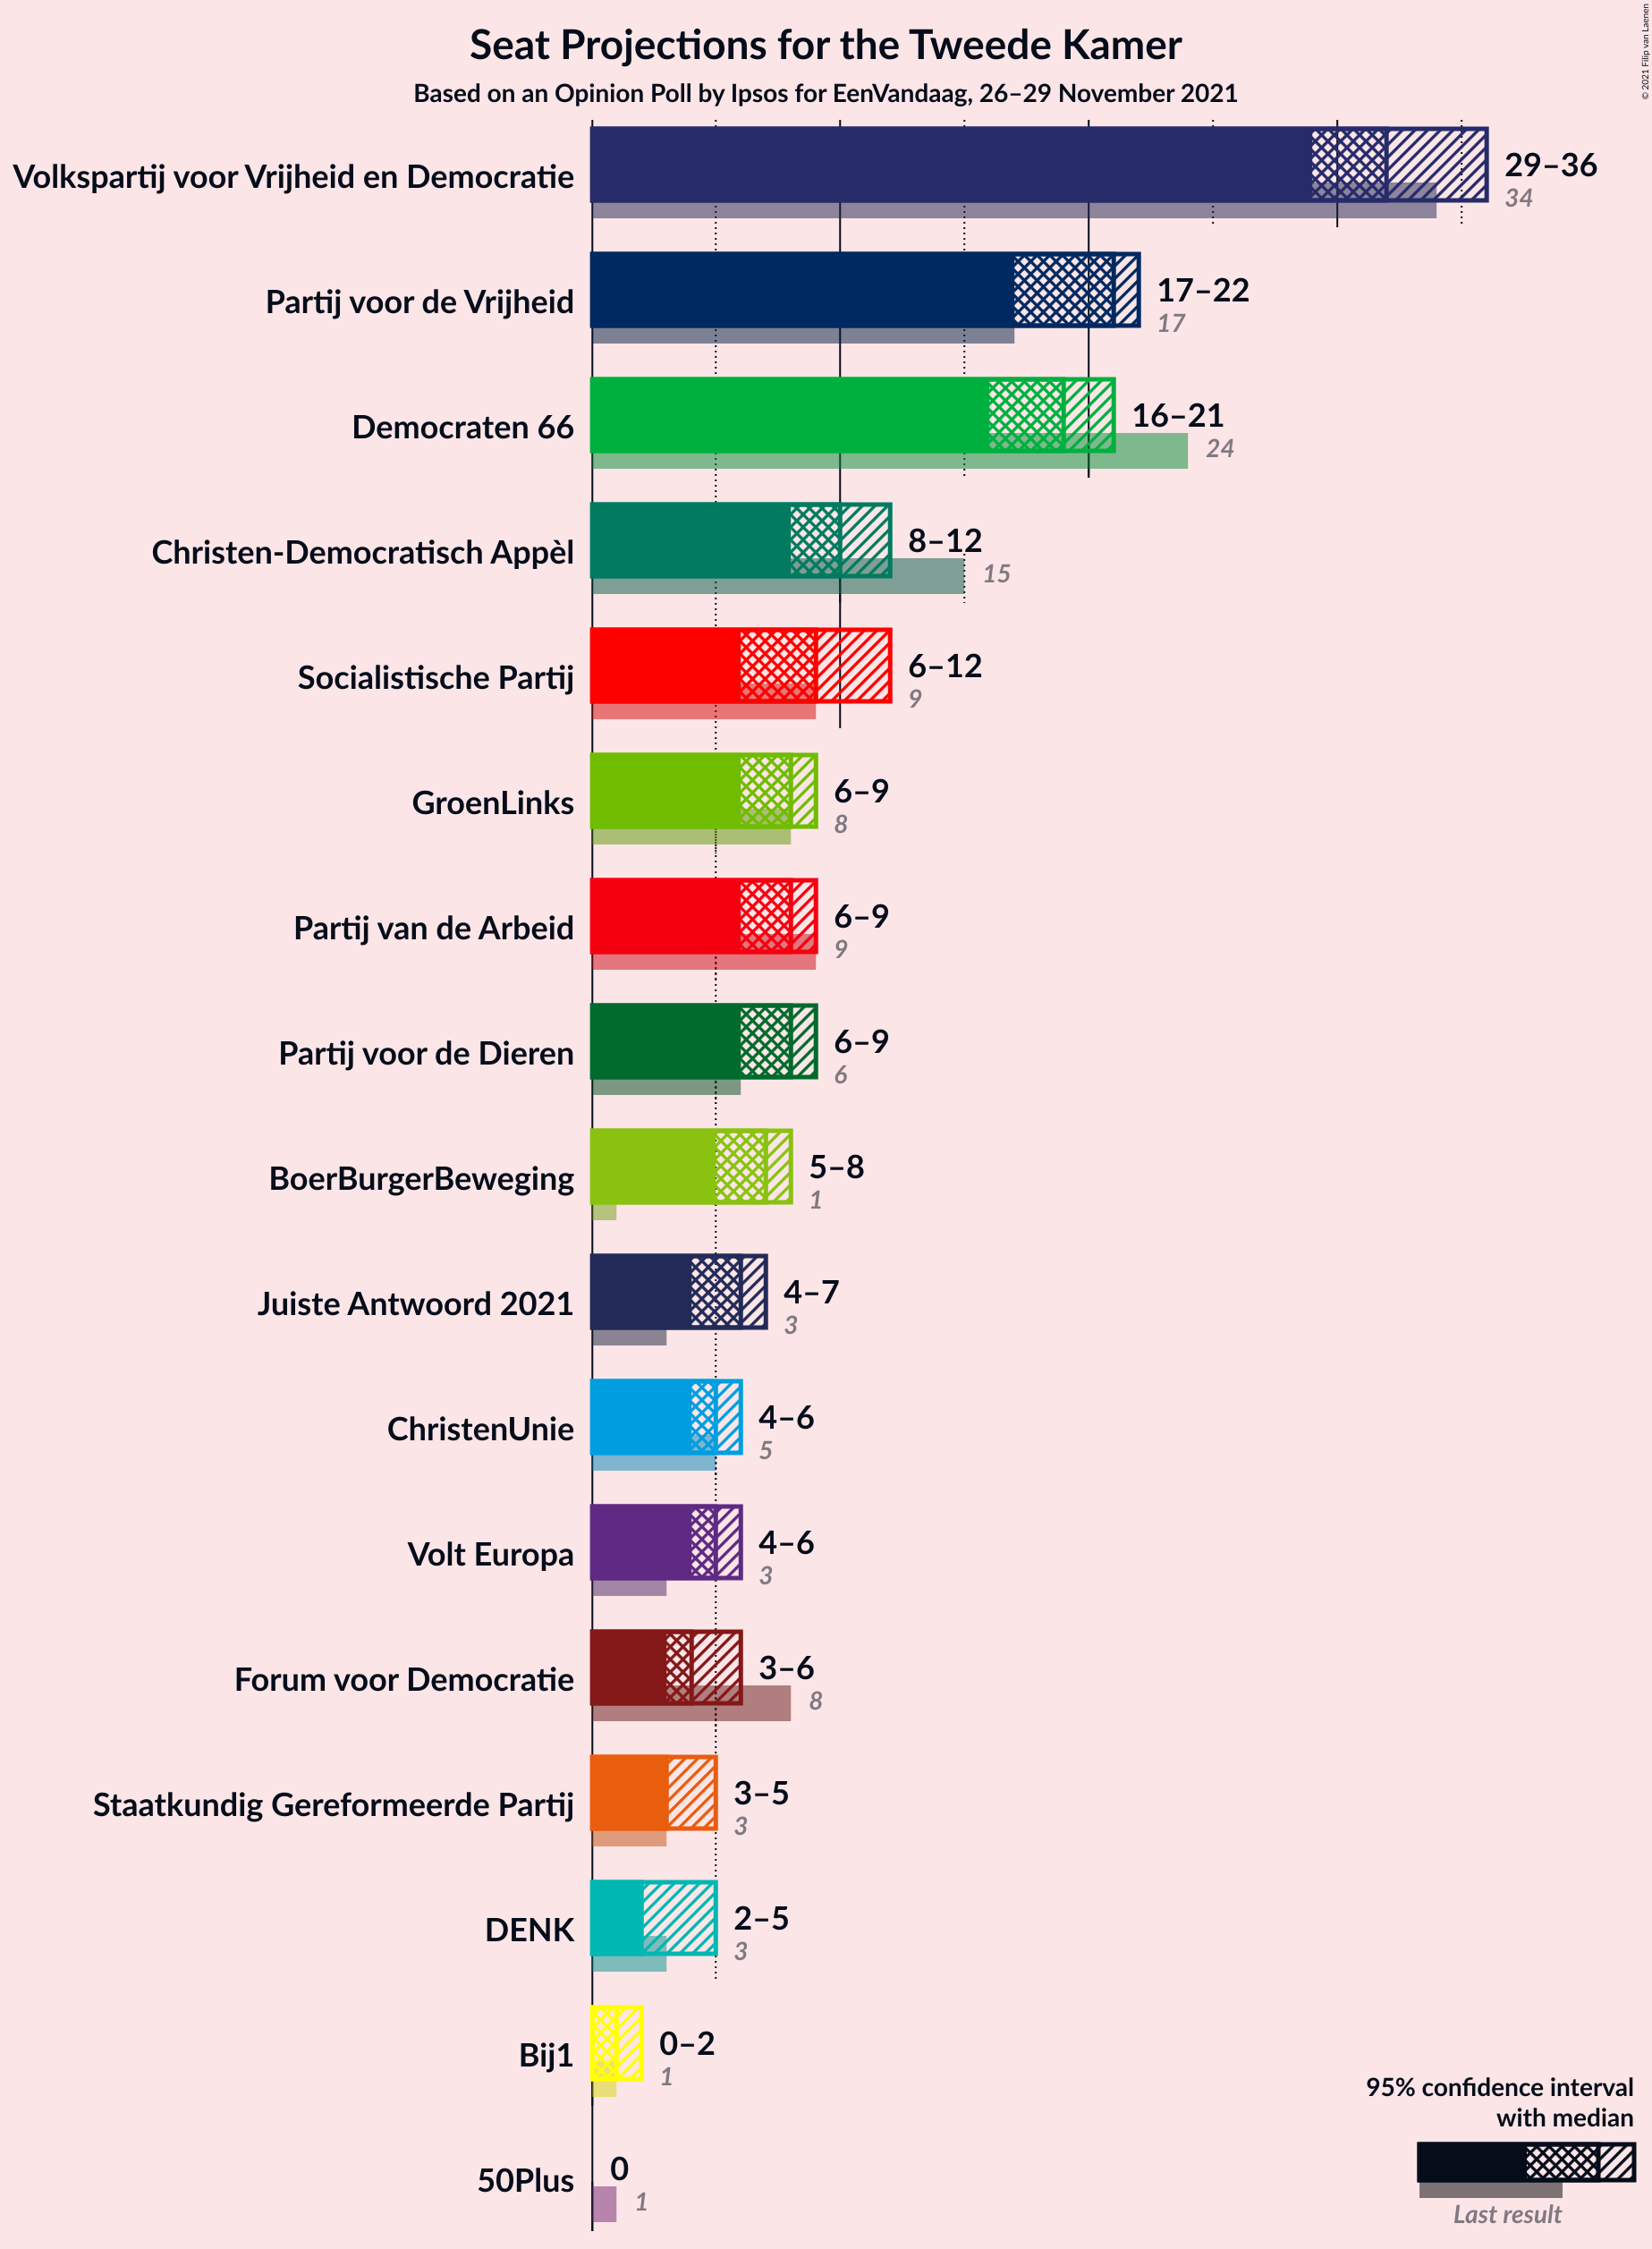 © 2021 Filip van Laenen
Seat Projections for the Tweede Kamer
Based on an Opinion Poll by Ipsos for EenVandaag, 26–29 November 2021
Volkspartij voor Vrijheid en Democratie
29–36
34
Partij voor de Vrijheid
17–22
17
Democraten 66
16–21
24
Christen-Democratisch Appèl
8–12
15
Socialistische Partij
6–12
9
GroenLinks
6–9
8
Partij van de Arbeid
6–9
9
Partij voor de Dieren
6–9
6
BoerBurgerBeweging
5–8
1
Juiste Antwoord 2021
4–7
3
ChristenUnie
4–6
5
Volt Europa
4–6
3
Forum voor Democratie
3–6
8
Staatkundig Gereformeerde Partij
3–5
3
DENK
2–5
3
Bij1
0–2
1
50Plus
0
1
95% confidence interval
with median
Last result